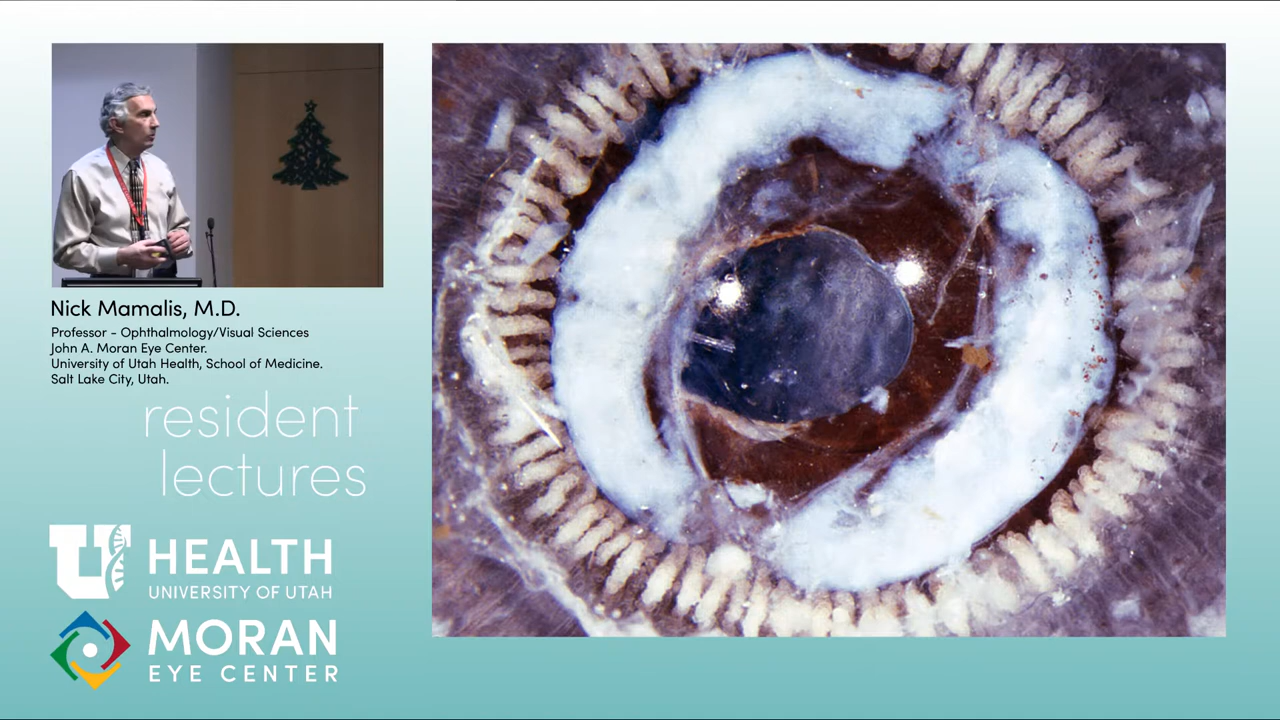 Nick Mamalis, M.D.
Professor - Ophthalmology/Visual Sciences
John A. Moran Eye Center.
University of Utah Health, School of Medicine.
Salt Lake City, Utah.
resident
lectures
U HEALTH
UNIVERSITY OF UTAH
MORAN
EYE CENTER